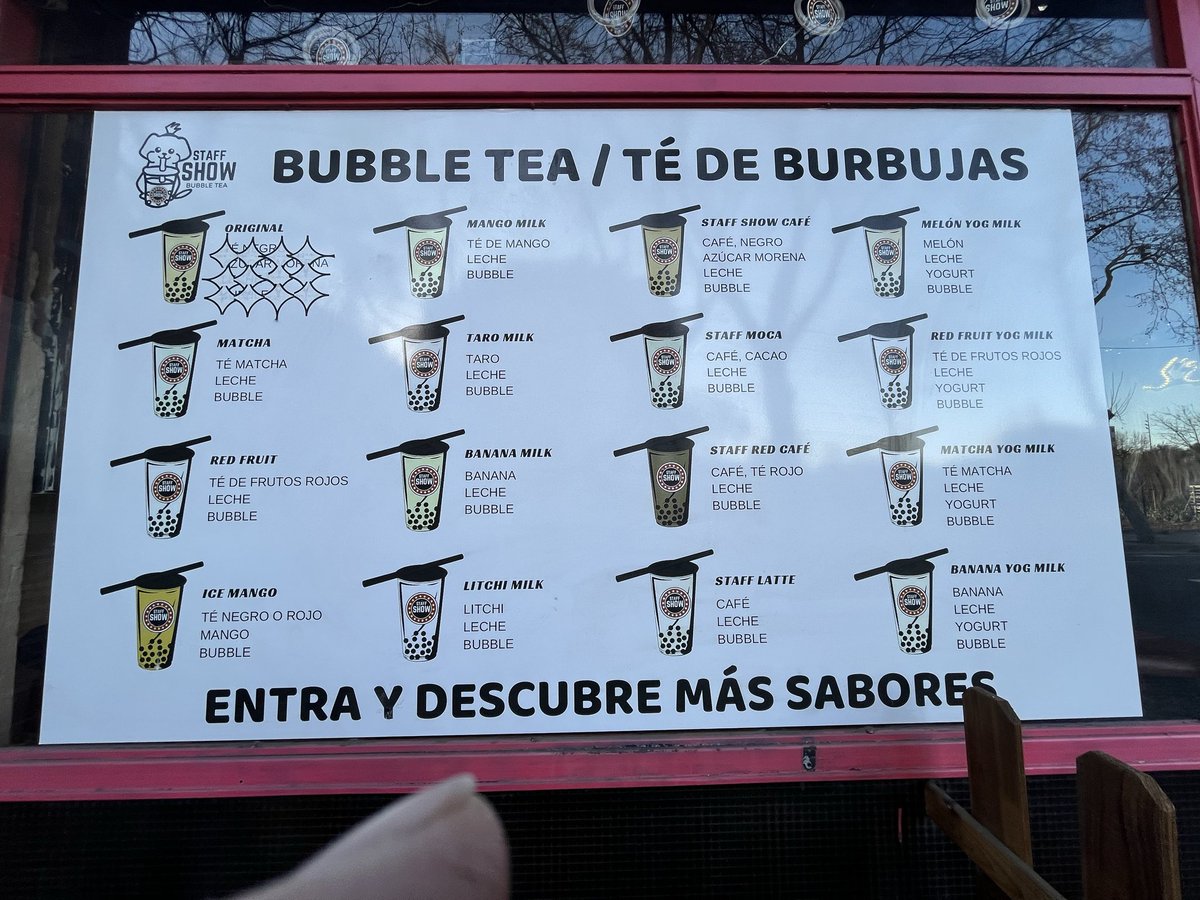 STAFF
SHOW
BUBBLE TEA
BUBBLE TEA / TÉ DE BURBUJAS
ORIGINAL
MATCHA
TÉ MATCHA
LECHE
BUBBLE
RED FRUIT
TÉ DE FRUTOS ROJOS
LECHE
BUBBLE
ICE MANGO
TÉ NEGRO O ROJO
MANGO
BUBBLE
MANGO MILK
TÉ DE MANGO
LECHE
BUBBLE
TARO MILK
TARO
LECHE
BUBBLE
BANANA MILK
BANANA
LECHE
BUBBLE
LITCHI MILK
LITCHI
LECHE
BUBBLE
STAFF SHOW CAFÉ
CAFÉ, NEGRO
AZÚCAR MORENA
LECHE
BUBBLE
STAFF MOCA
CAFÉ, CACAO
LECHE
BUBBLE
STAFF RED CAFÉ
CAFÉ, TÉ ROJO
LECHE
BUBBLE
STAFF LATTE
CAFÉ
LECHE
BUBBLE
MELÓN YOG MILK
MELÓN
LECHE
YOGURT
BUBBLE
RED FRUIT YOG MILK
TÉ DE FRUTOS ROJOS
LECHE
YOGURT
BUBBLE
MATCHA YOG MILK
TÉ MATCHA
LECHE
YOGURT
BUBBLE
BANANA YOG MILK
BANANA
LECHE
YOGURT
BUBBLE
ENTRA Y DESCUBRE MÁS SABORES